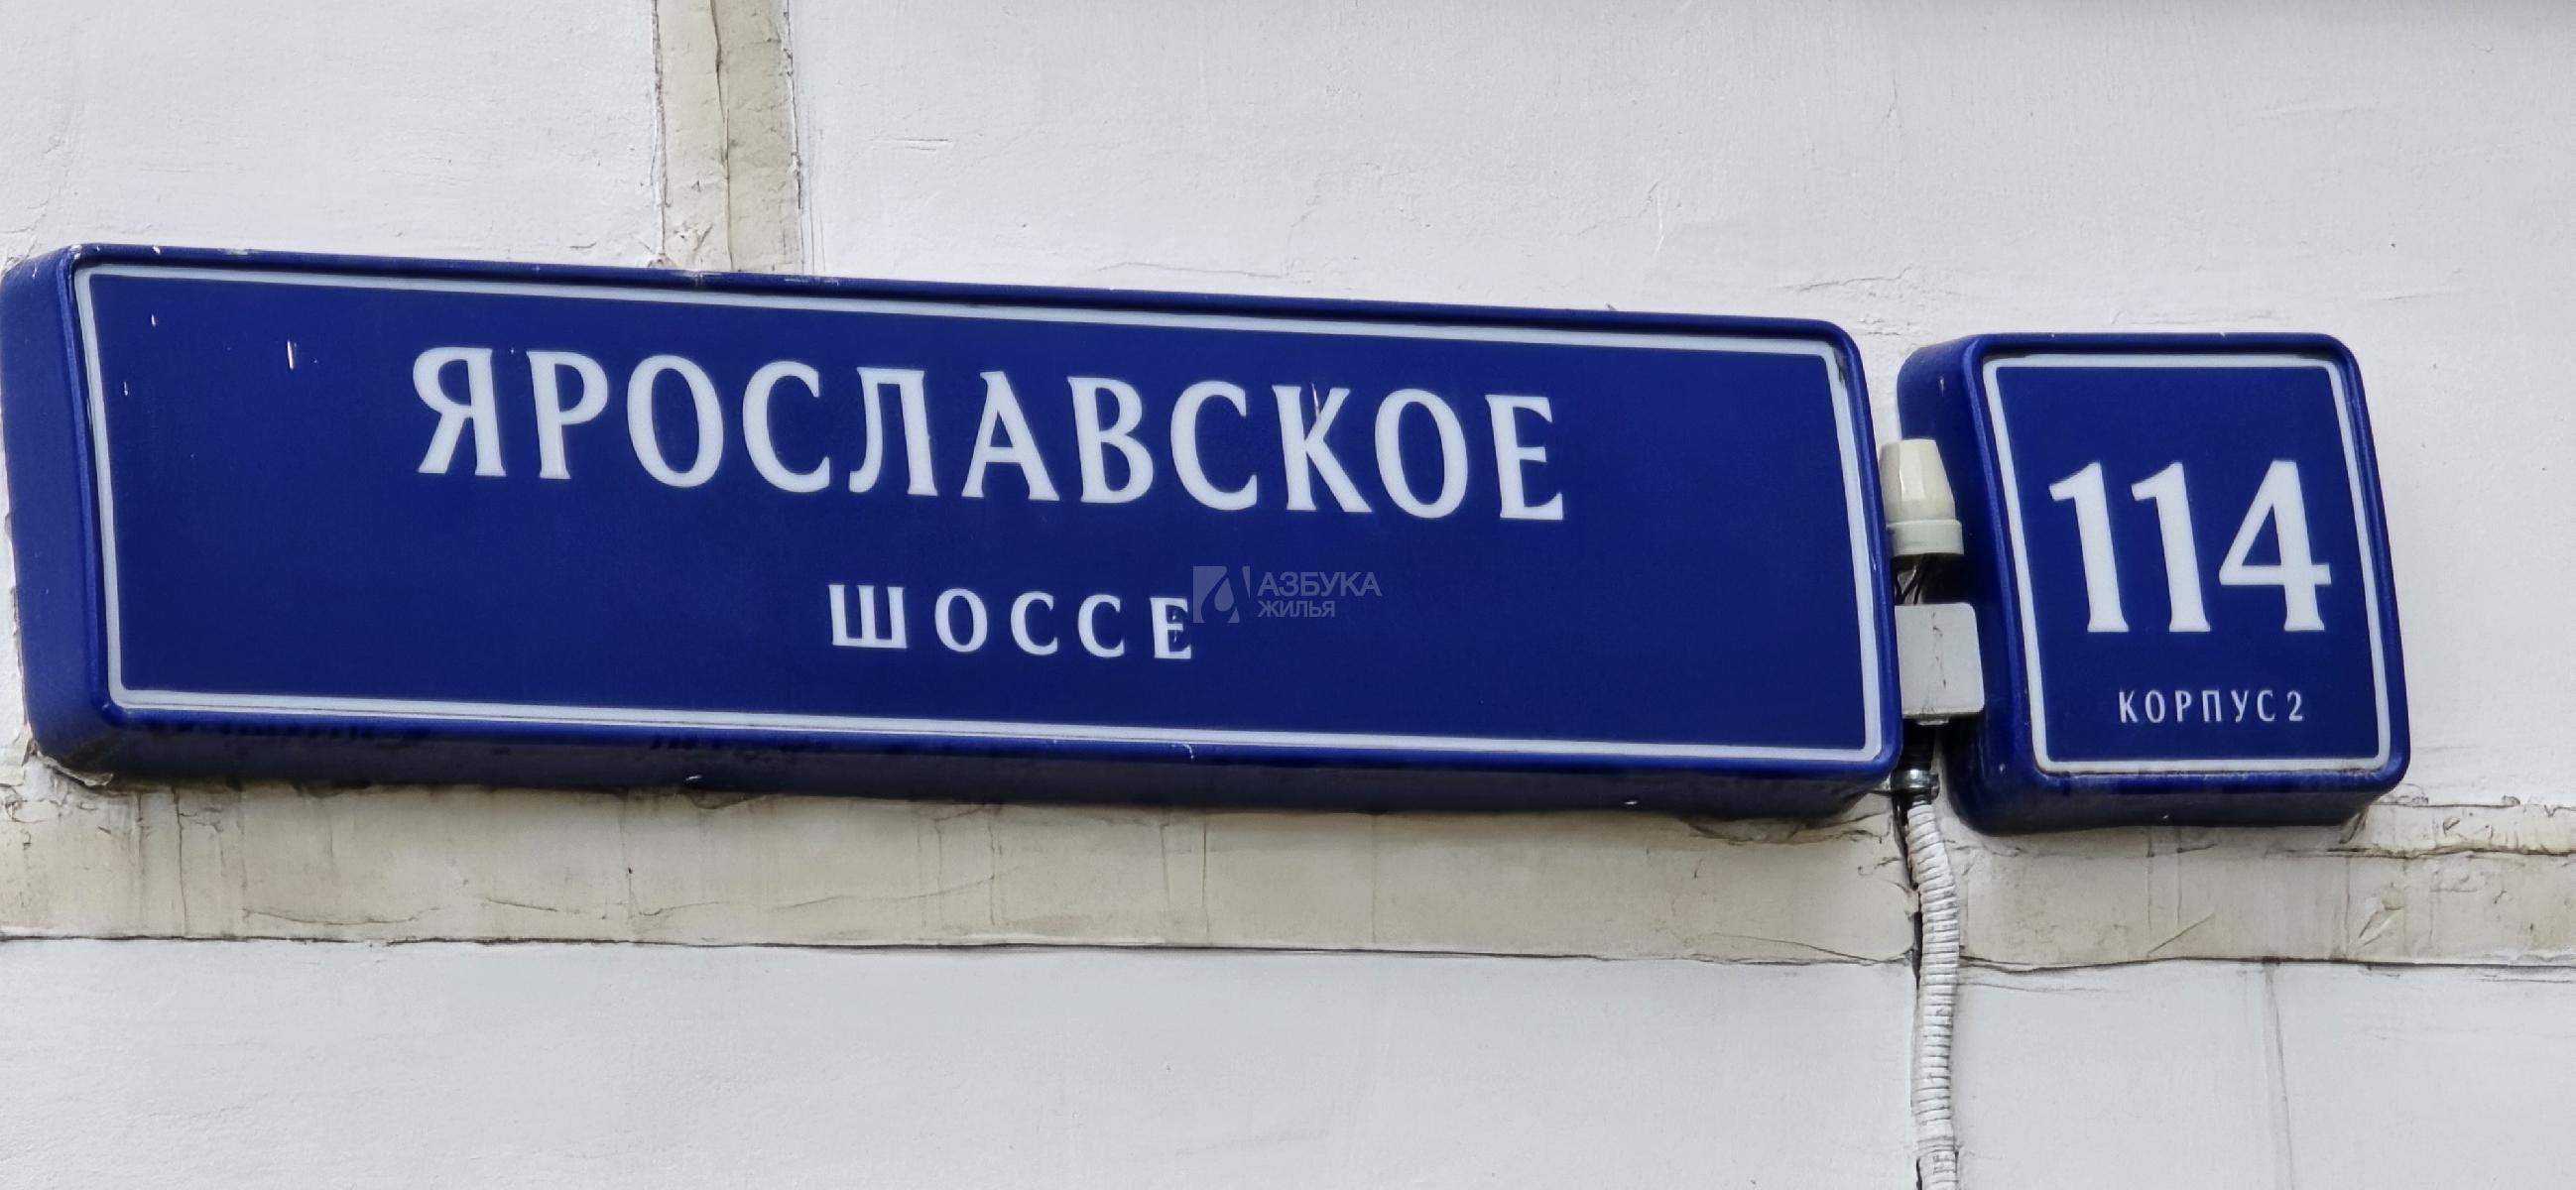 ЯРОСЛАВСКОЕ
ШОССЕ
АЗБУКА
ЖИЛЬЯ
114
КОРПУС 2